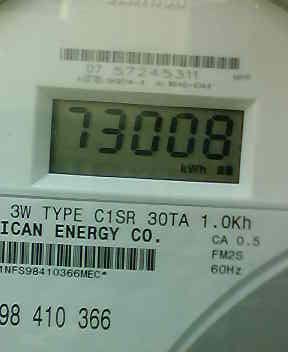 07 57245311
73008
kWh
3W TYPE C1SR 30TA 1.0Kh
ICAN ENERGY CO.
CA 0.5
FM2S
60Hz
1NFS98410366MEC*
98 410 366